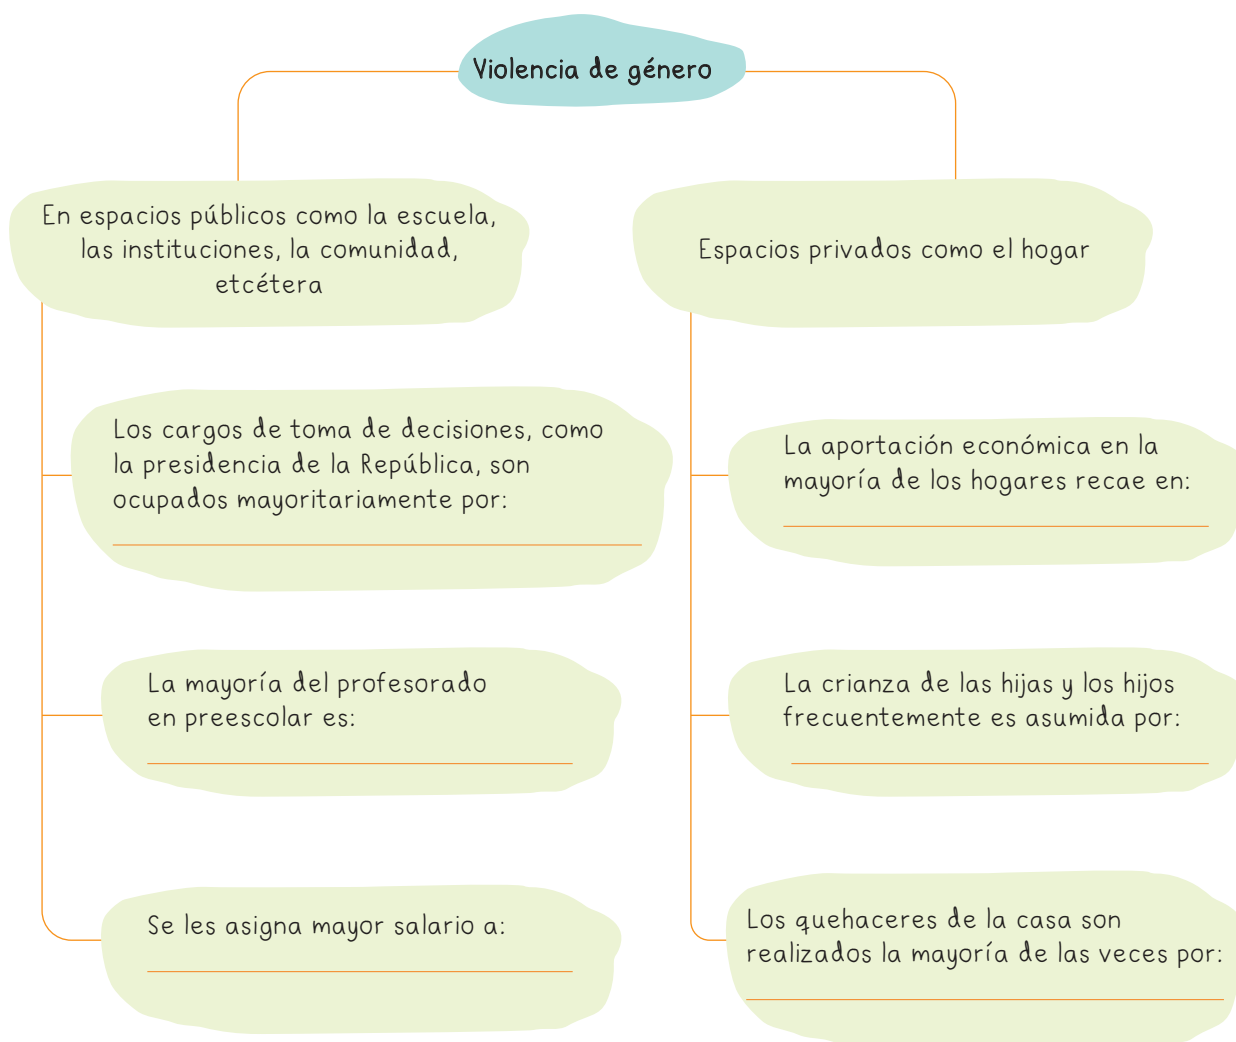 Violencia de género
En espacios públicos como la escuela,
las instituciones, la comunidad,
etcétera
Los cargos de toma de decisiones, como
la presidencia de la República, son
ocupados mayoritariamente por:
La mayoría del profesorado
en preescolar es:
Se les asigna mayor salario a:
Espacios privados como el hogar
La aportación económica en la
mayoría de los hogares recae en:
La crianza de las hijas y los hijos
frecuentemente es asumida por:
Los quehaceres de la casa son
realizados la mayoría de las veces por: